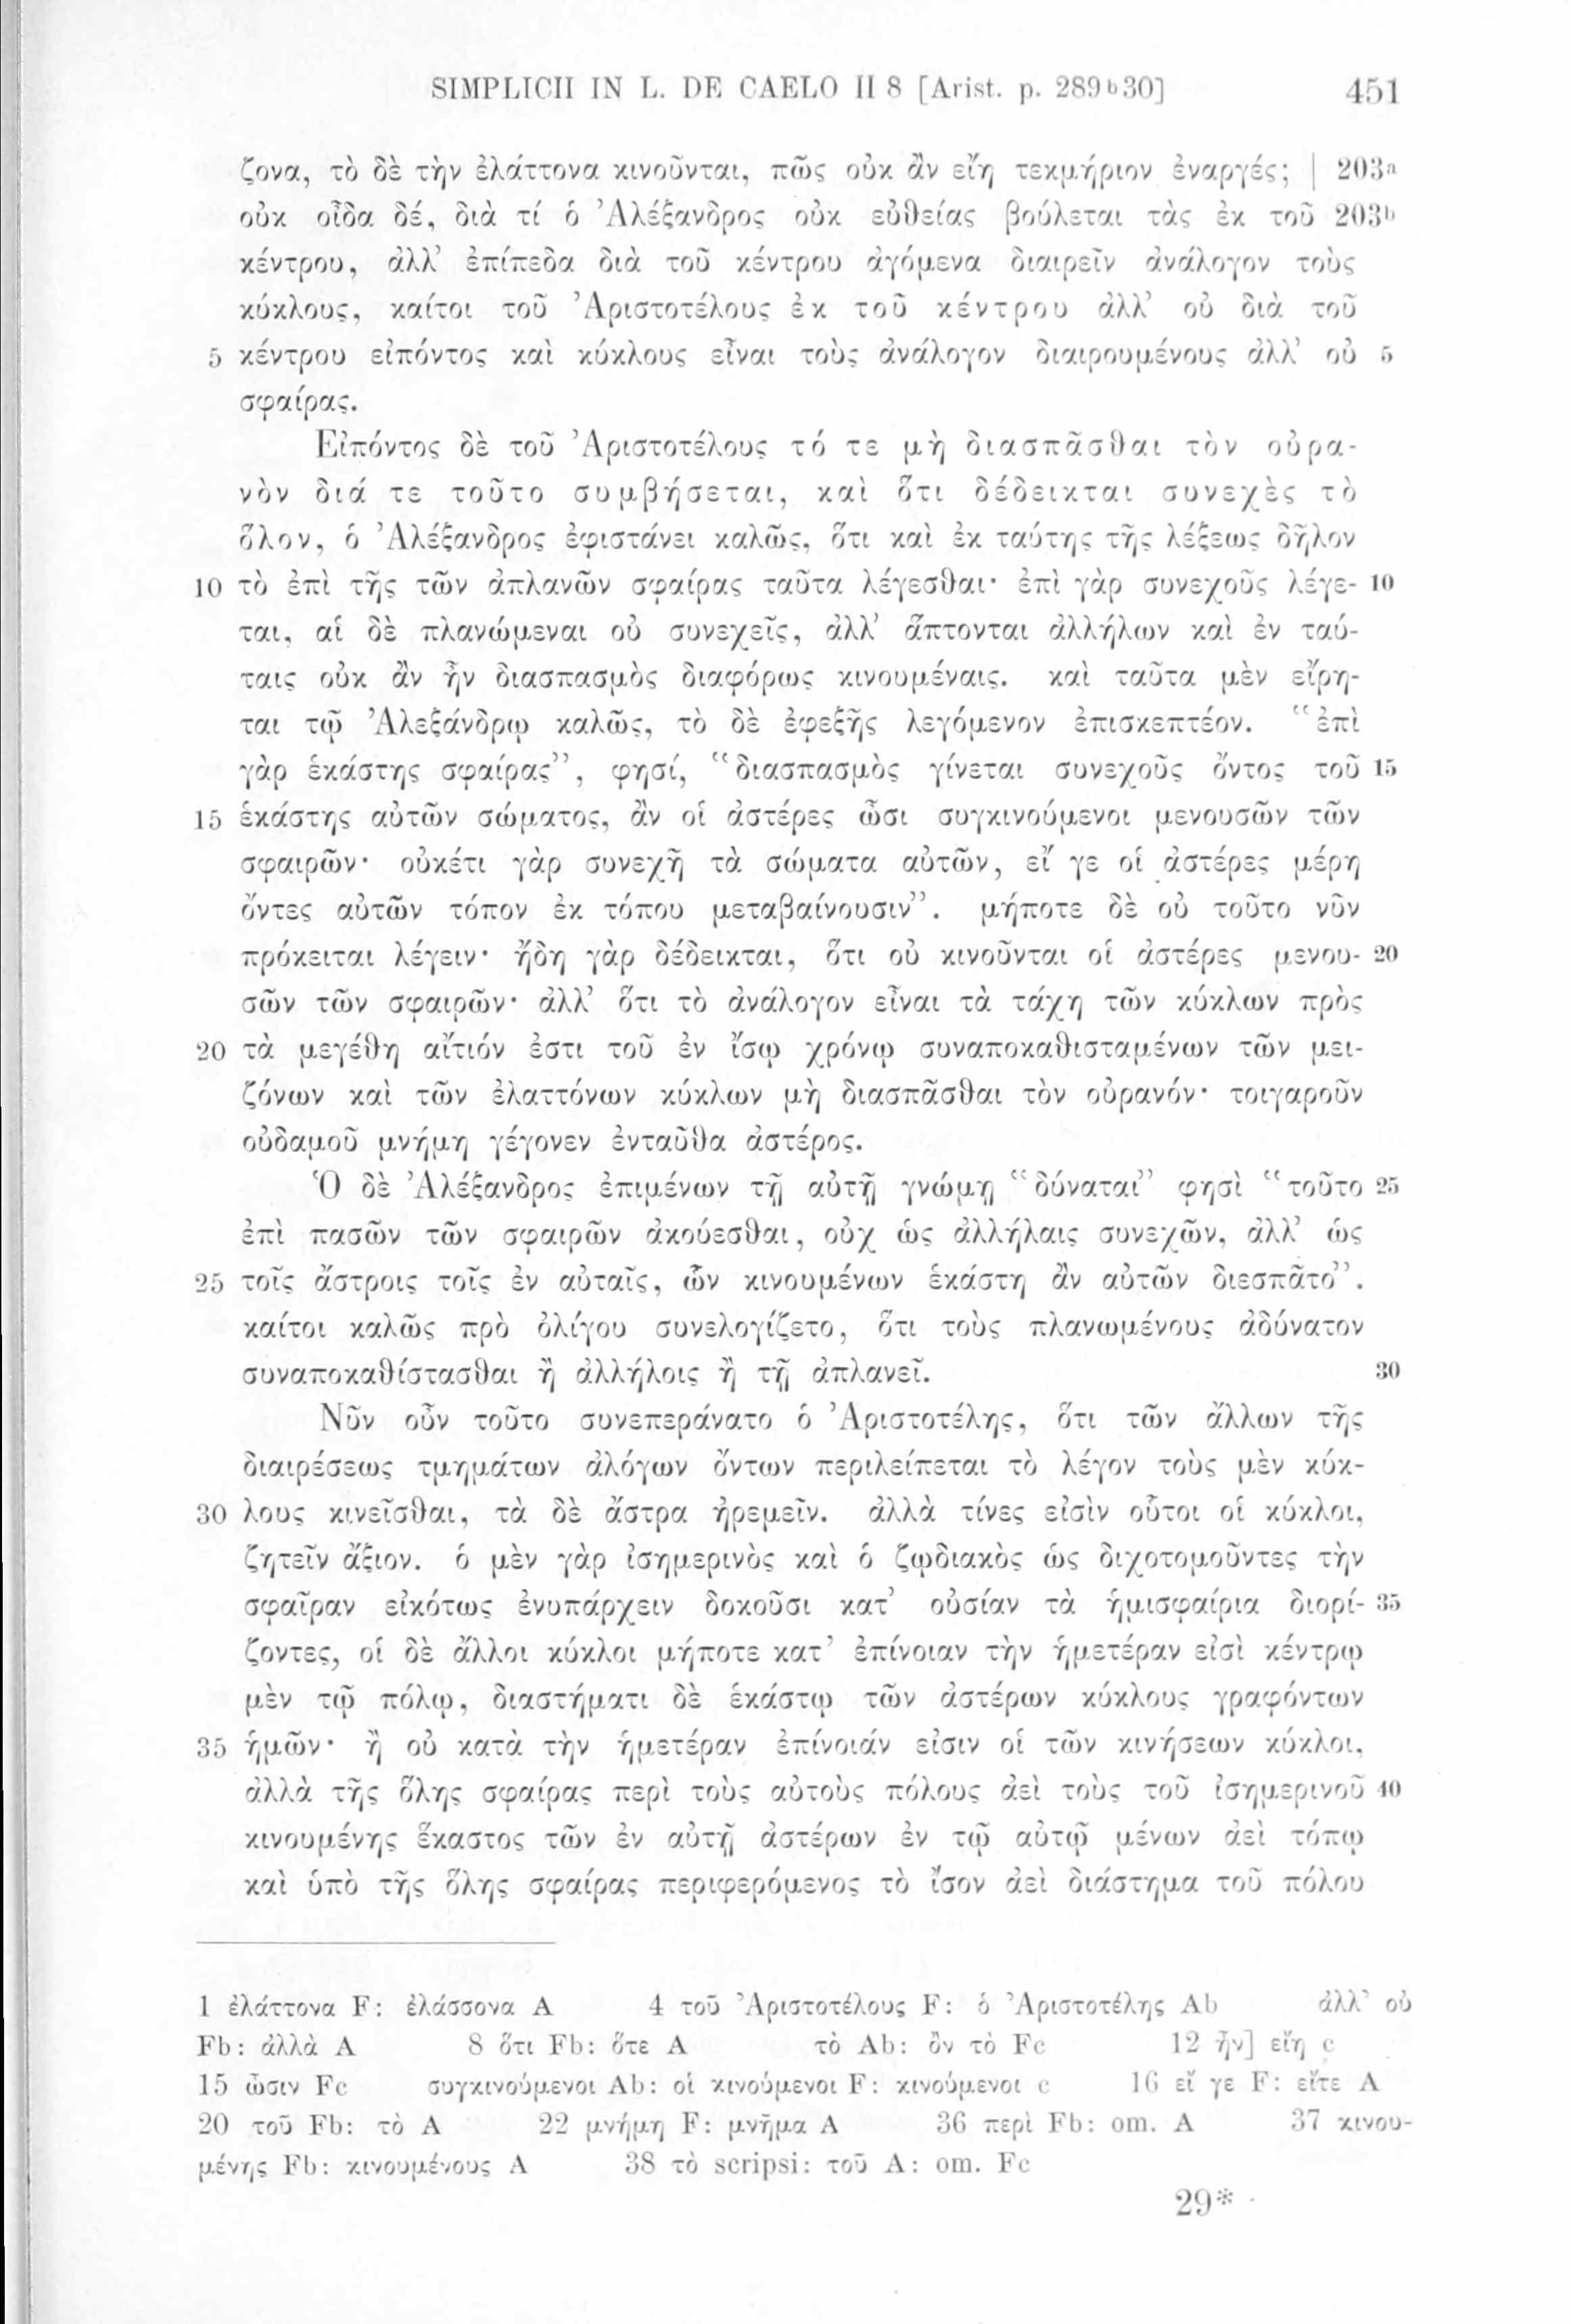 SIMPLICII IN L. DE CAELO II 8 [Arist. p. 289ᵇ30] 451
ζονα, τὸ δὲ τὴν ἐλάττονα κινοῦνται, πῶς οὐκ ἂν εἴη τεκμήριον ἐναργές; | 203ᵃ
οὐκ οἶδα δέ, διὰ τί ὁ Ἀλέξανδρος οὐκ εὐθείας βούλεται τὰς ἐκ τοῦ 203ᵇ
κέντρου, ἀλλ’ ἐπίπεδα διὰ τοῦ κέντρου ἀγόμενα διαιρεῖν ἀνάλογον τοὺς
κύκλους, καίτοι τοῦ Ἀριστοτέλους ἐκ τοῦ κέντρου ἀλλ’ οὐ διὰ τοῦ
5 κέντρου εἰπόντος καὶ κύκλους εἶναι τοὺς ἀνάλογον διαιρουμένους ἀλλ’ οὐ 5
σφαίρας.
Εἰπόντος δὲ τοῦ Ἀριστοτέλους τό τε μὴ διασπᾶσθαι τὸν οὐρα-
νὸν διά τε τοῦτο συμβήσεται, καὶ ὅτι δέδεικται συνεχὲς τὸ
ὅλον, ὁ Ἀλέξανδρος ἐφιστάνει καλῶς, ὅτι καὶ ἐκ ταύτης τῆς λέξεως δῆλον
10 τὸ ἐπὶ τῆς τῶν ἀπλανῶν σφαίρας ταῦτα λέγεσθαι· ἐπὶ γὰρ συνεχοῦς λέγε- 10
ται, αἱ δὲ πλανώμεναι οὐ συνεχεῖς, ἀλλ’ ἅπτονται ἀλλήλων καὶ ἐν ταύ-
ταις οὐκ ἂν ἦν διασπασμὸς διαφόρως κινουμέναις. καὶ ταῦτα μὲν εἴρη-
ται τῷ Ἀλεξάνδρῳ καλῶς, τὸ δὲ ἐφεξῆς λεγόμενον ἐπισκεπτέον. “ἐπὶ
γὰρ ἑκάστης σφαίρας”, φησί, “διασπασμὸς γίνεται συνεχοῦς ὄντος τοῦ 15
15 ἑκάστης αὐτῶν σώματος, ἂν οἱ ἀστέρες ὦσι συγκινούμενοι μενουσῶν τῶν
σφαιρῶν· οὐκέτι γὰρ συνεχῆ τὰ σώματα αὐτῶν, εἴ γε οἱ ἀστέρες μέρη
ὄντες αὐτῶν τόπον ἐκ τόπου μεταβαίνουσιν”. μήποτε δὲ οὐ τοῦτο νῦν
πρόκειται λέγειν· ἤδη γὰρ δέδεικται, ὅτι οὐ κινοῦνται οἱ ἀστέρες μενου- 20
σῶν τῶν σφαιρῶν· ἀλλ’ ὅτι τὸ ἀνάλογον εἶναι τὰ τάχη τῶν κύκλων πρὸς
20 τὰ μεγέθη αἴτιόν ἐστι τοῦ ἐν ἴσῳ χρόνῳ συναποκαθισταμένων τῶν μει-
ζόνων καὶ τῶν ἐλαττόνων κύκλων μὴ διασπᾶσθαι τὸν οὐρανόν· τοιγαροῦν
οὐδαμοῦ μνήμη γέγονεν ἐνταῦθα ἀστέρος.
Ὁ δὲ Ἀλέξανδρος ἐπιμένων τῇ αὐτῇ γνώμῃ “δύναται” φησὶ “τοῦτο 25
ἐπὶ πασῶν τῶν σφαιρῶν ἀκούεσθαι, οὐχ ὡς ἀλλήλαις συνεχῶν, ἀλλ’ ὡς
25 τοῖς ἄστροις τοῖς ἐν αὐταῖς, ὧν κινουμένων ἑκάστη ἂν αὐτῶν διεσπᾶτο”.
καίτοι καλῶς πρὸ ὀλίγου συνελογίζετο, ὅτι τοὺς πλανωμένους ἀδύνατον
συναποκαθίστασθαι ἢ ἀλλήλοις ἢ τῇ ἀπλανεῖ. 30
Νῦν οὖν τοῦτο συνεπεράνατο ὁ Ἀριστοτέλης, ὅτι τῶν ἄλλων τῆς
διαιρέσεως τμημάτων ἀλόγων ὄντων περιλείπεται τὸ λέγον τοὺς μὲν κύκ-
30 λους κινεῖσθαι, τὰ δὲ ἄστρα ἠρεμεῖν. ἀλλὰ τίνες εἰσὶν οὗτοι οἱ κύκλοι,
ζητεῖν ἄξιον. ὁ μὲν γὰρ ἰσημερινὸς καὶ ὁ ζῳδιακὸς ὡς διχοτομοῦντες τὴν
σφαῖραν εἰκότως ἐνυπάρχειν δοκοῦσι κατ’ οὐσίαν τὰ ἡμισφαίρια διορί- 35
ζοντες, οἱ δὲ ἄλλοι κύκλοι μήποτε κατ’ ἐπίνοιαν τὴν ἡμετέραν εἰσὶ κέντρῳ
μὲν τῷ πόλῳ, διαστήματι δὲ ἑκάστῳ τῶν ἀστέρων κύκλους γραφόντων
35 ἡμῶν· ἢ οὐ κατὰ τὴν ἡμετέραν ἐπίνοιάν εἰσιν οἱ τῶν κινήσεων κύκλοι,
ἀλλὰ τῆς ὅλης σφαίρας περὶ τοὺς αὐτοὺς πόλους ἀεὶ τοὺς τοῦ ἰσημερινοῦ 40
κινουμένης ἕκαστος τῶν ἐν αὐτῇ ἀστέρων ἐν τῷ αὐτῷ μένων ἀεὶ τόπῳ
καὶ ὑπὸ τῆς ὅλης σφαίρας περιφερόμενος τὸ ἴσον ἀεὶ διάστημα τοῦ πόλου
1 ἐλάττονα F: ἐλάσσονα A 4 τοῦ Ἀριστοτέλους F: ὁ Ἀριστοτέλης Ab ἀλλ’ οὐ
Fb: ἀλλὰ A 8 ὅτι Fb: ὅτε A τὸ Ab: ὂν τὸ Fc 12 ἦν] εἴη c
15 ὦσιν Fc συγκινούμενοι Ab: οἱ κινούμενοι F: κινούμενοι c 16 εἴ γε F: εἴτε A
20 τοῦ Fb: τὸ A 22 μνήμη F: μνῆμα A 36 περὶ Fb: om. A 37 κινου-
μένης Fb: κινουμένους A 38 τὸ scripsi: τοῦ A: om. Fc
29*